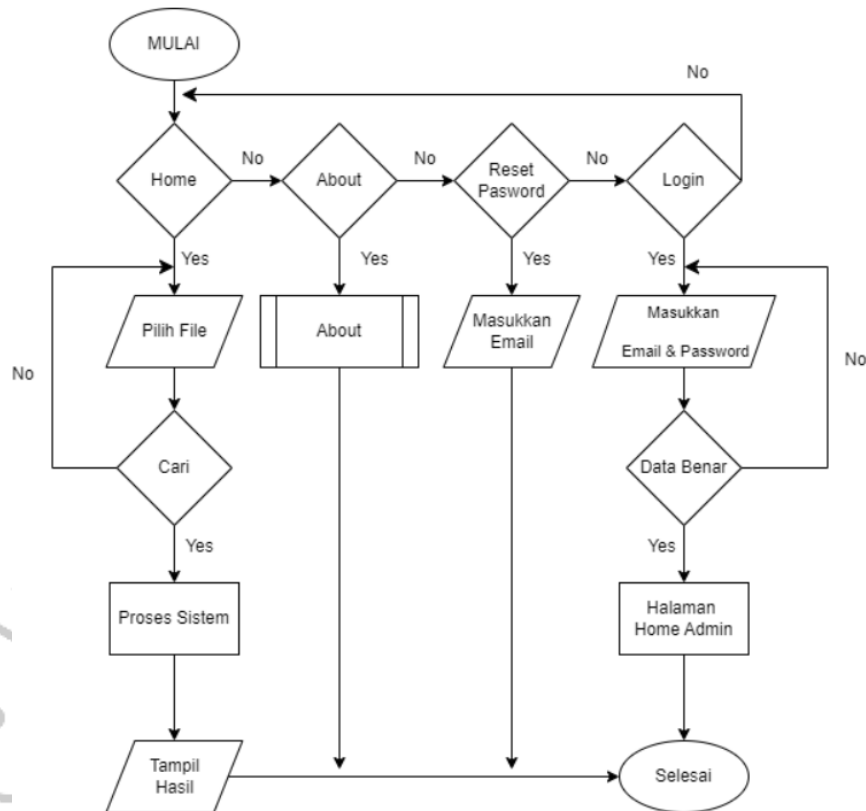 MULAI
No
Home
No
About
No
Reset
Pasword
No
Login
Yes
Yes
Yes
Yes
Pilih File
About
Masukkan
Email
Masukkan
Email & Password
No
No
Cari
Data Benar
Yes
Yes
Proses Sistem
Halaman
Home Admin
Tampil
Hasil
Selesai